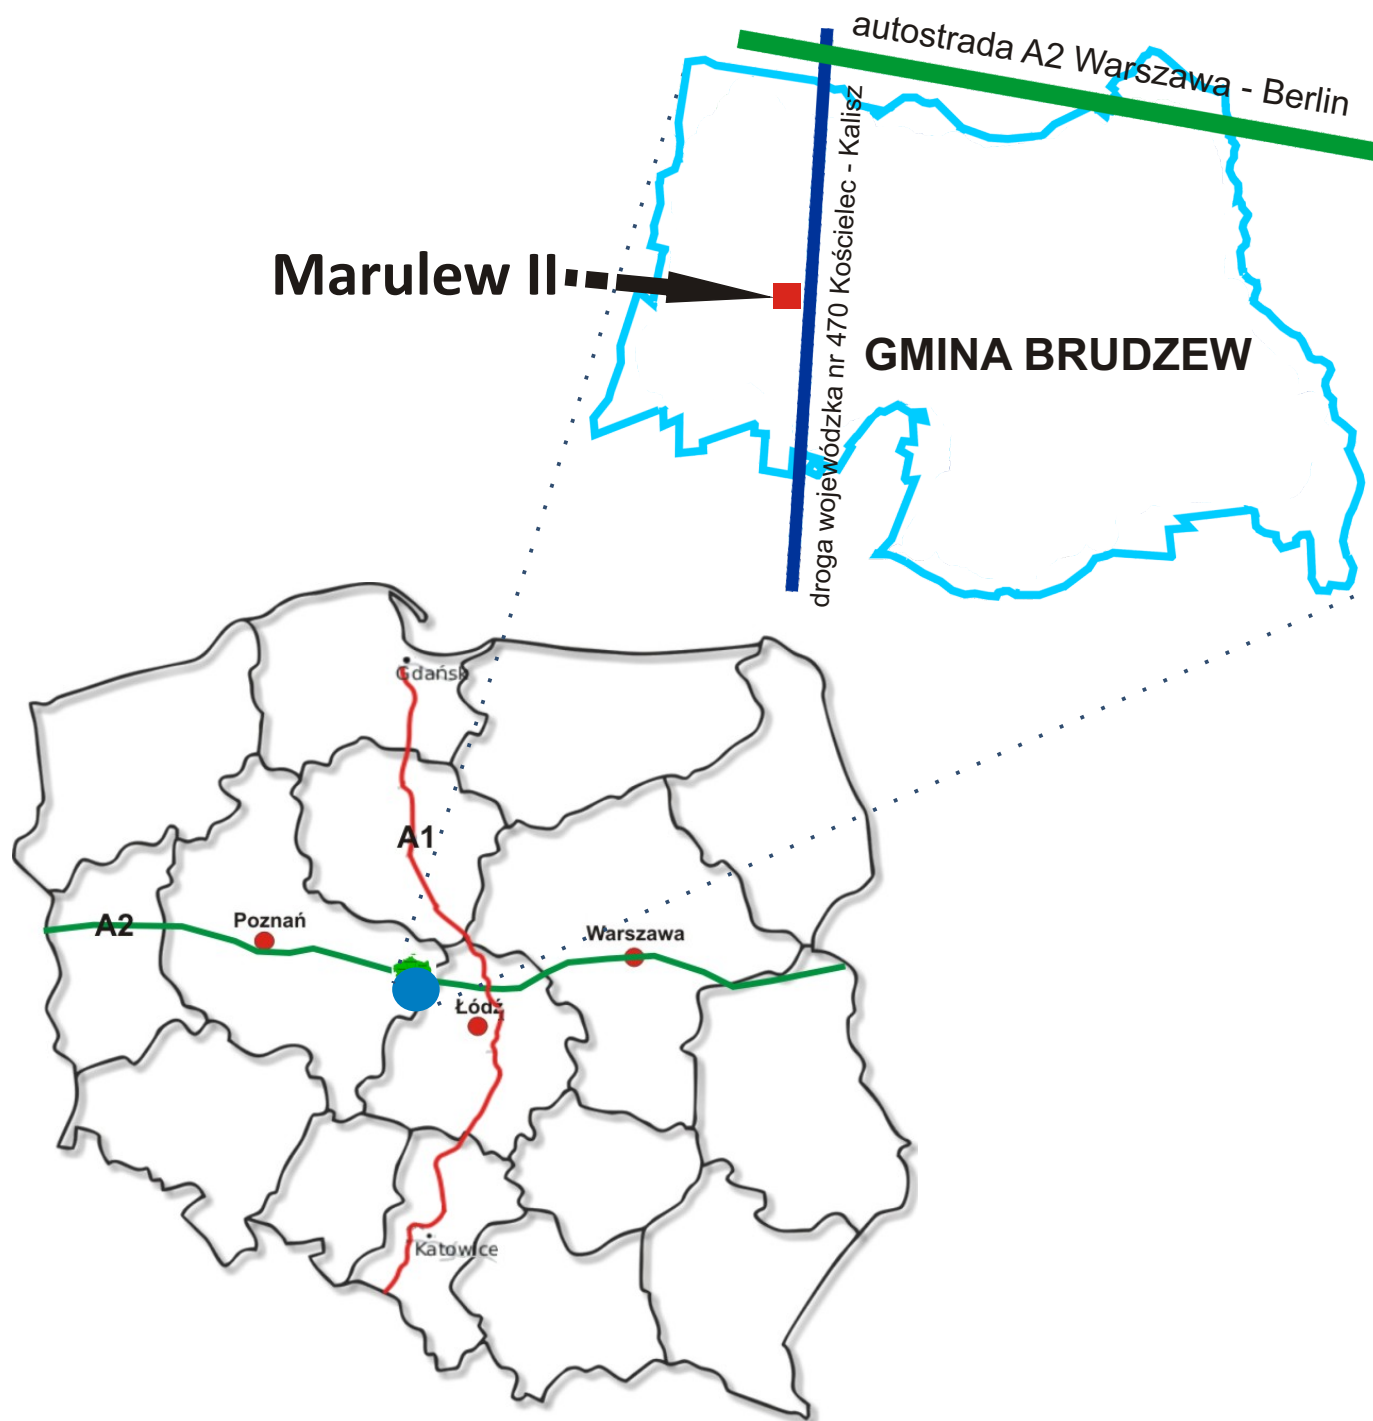 autostrada A2 Warszawa - Berlin
droga wojewódzka nr 470 Kościelec - Kalisz
Marulew II
GMINA BRUDZEW
Gdańsk
A1
A2
Poznań
Warszawa
Łódź
Katowice